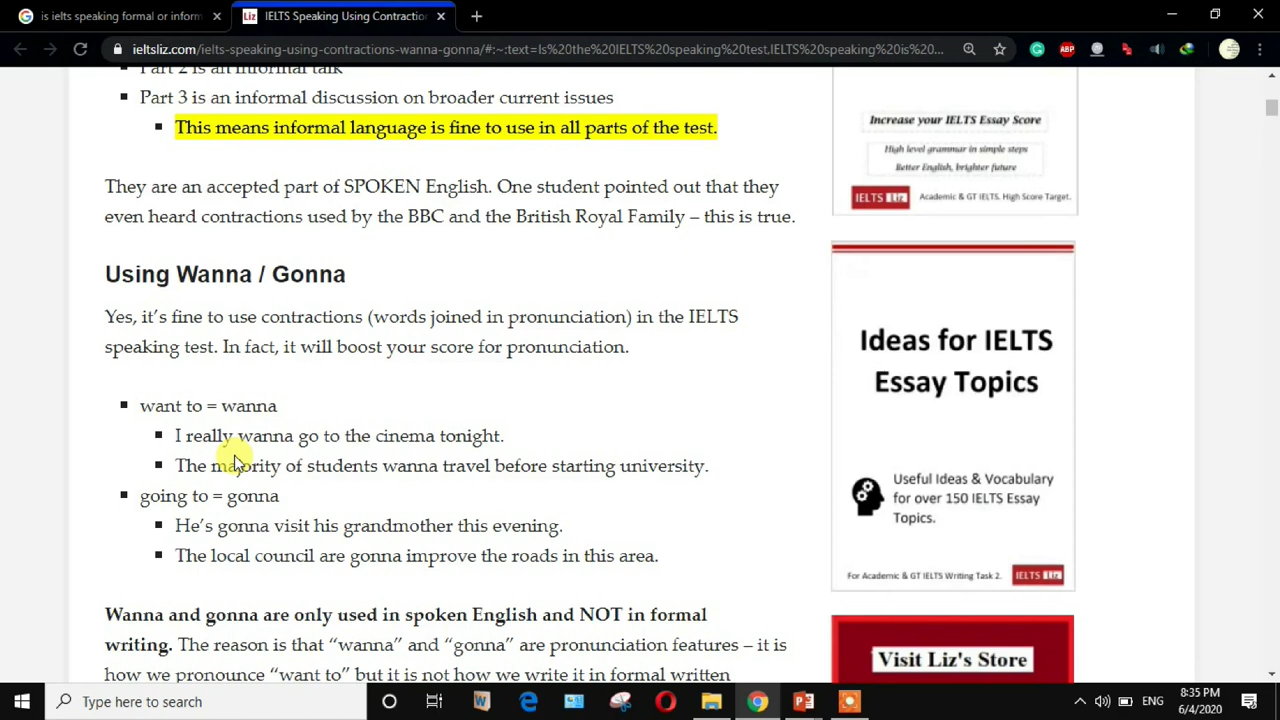 is ielts speaking formal or inform
IELTS Speaking Using Contractio
ieltsliz.com/ielts-speaking-using-contractions-wanna-gonna/#:~:text=Is%20the%20IELTS%20speaking%20test,IELTS%20speaking%20is%20...
Part 2 is an informal talk
Part 3 is an informal discussion on broader current issues
This means informal language is fine to use in all parts of the test.
They are an accepted part of SPOKEN English. One student pointed out that they
even heard contractions used by the BBC and the British Royal Family – this is true.
Using Wanna / Gonna
Yes, it's fine to use contractions (words joined in pronunciation) in the IELTS
speaking test. In fact, it will boost your score for pronunciation.
want to = wanna
I really wanna go to the cinema tonight.
The majority of students wanna travel before starting university.
going to = gonna
He's gonna visit his grandmother this evening.
The local council are gonna improve the roads in this area.
Wanna and gonna are only used in spoken English and NOT in formal
writing. The reason is that "wanna" and "gonna" are pronunciation features – it is
how we pronounce "want to" but it is not how we write it in formal written
Increase your IELTS Essay Score
High level grammar in simple steps
Better English, brighter future
IELTS Liz Academic & GT IELTS. High Score Target.
Ideas for IELTS
Essay Topics
Useful Ideas & Vocabulary
for over 150 IELTS Essay
Topics.
For Academic & GT IELTS Writing Task 2. IELTS Liz
Visit Liz's Store
Type here to search
ENG
8:35 PM
6/4/2020